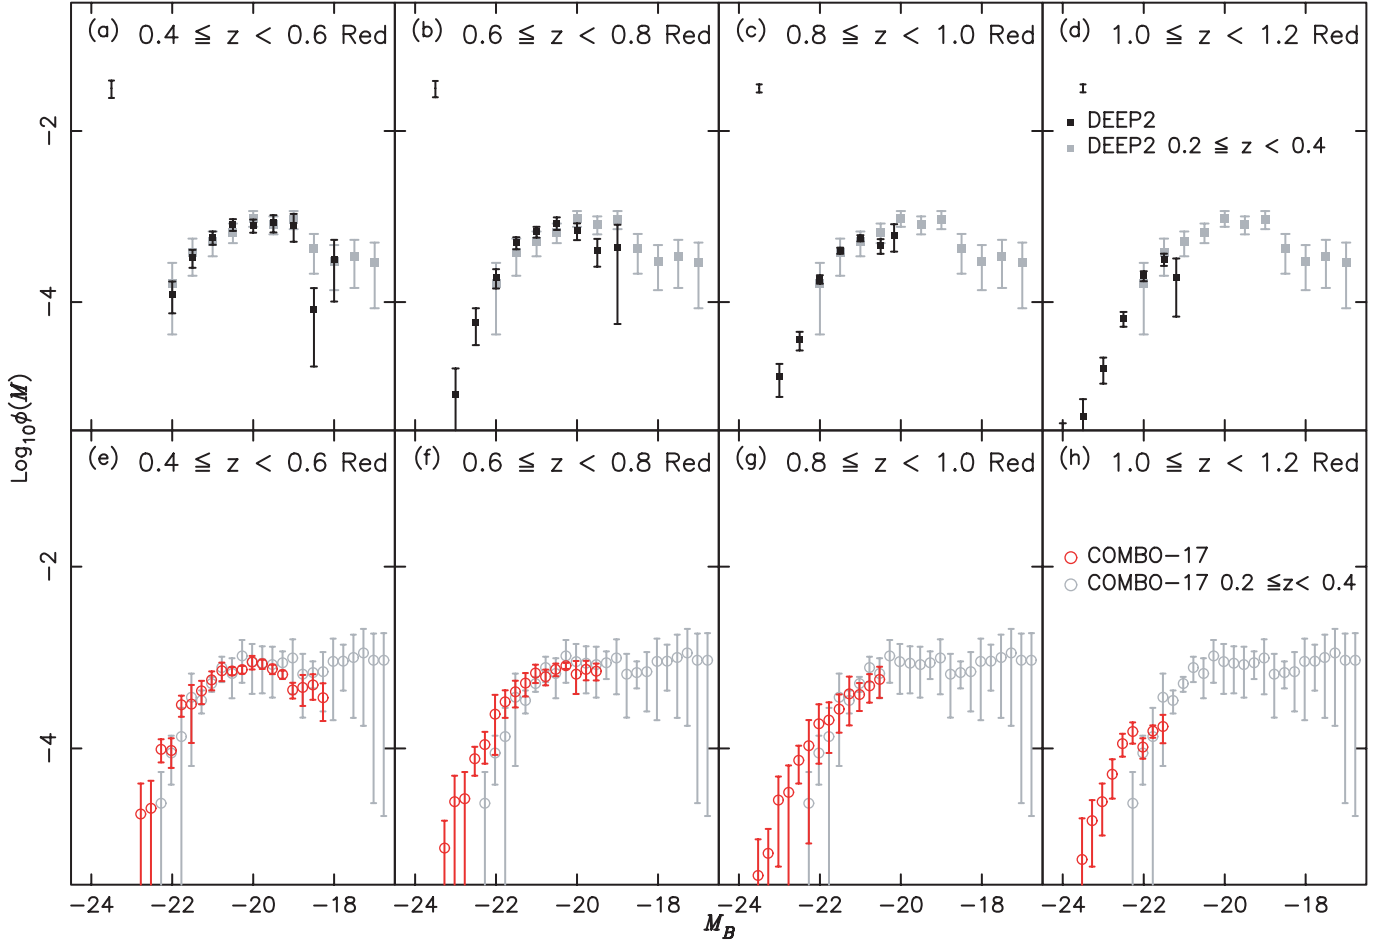 (a) 0.4 ≦ z < 0.6 Red
(b) 0.6 ≦ z < 0.8 Red
(c) 0.8 ≦ z < 1.0 Red
(d) 1.0 ≦ z < 1.2 Red
DEEP2
DEEP2 0.2 ≦ z < 0.4
-2
-4
Log10ϕ(M)
(e) 0.4 ≦ z < 0.6 Red
(f) 0.6 ≦ z < 0.8 Red
(g) 0.8 ≦ z < 1.0 Red
(h) 1.0 ≦ z < 1.2 Red
COMBO-17
COMBO-17 0.2 ≦z< 0.4
-2
-4
-24 -22 -20 -18 -24 -22 -20 -18 -24 -22 -20 -18 -24 -22 -20 -18
MB